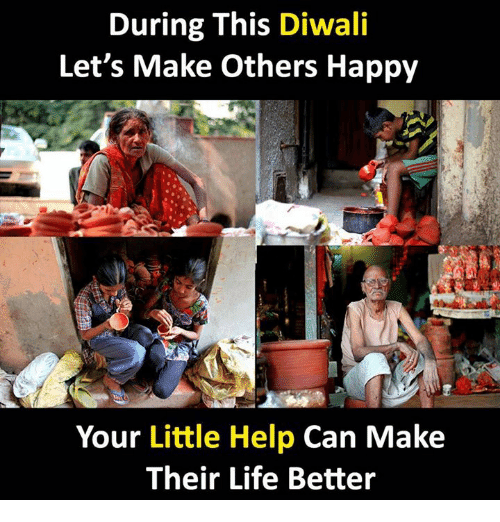 During This Diwali
Let's Make Others Happy
Your Little Help Can Make
Their Life Better